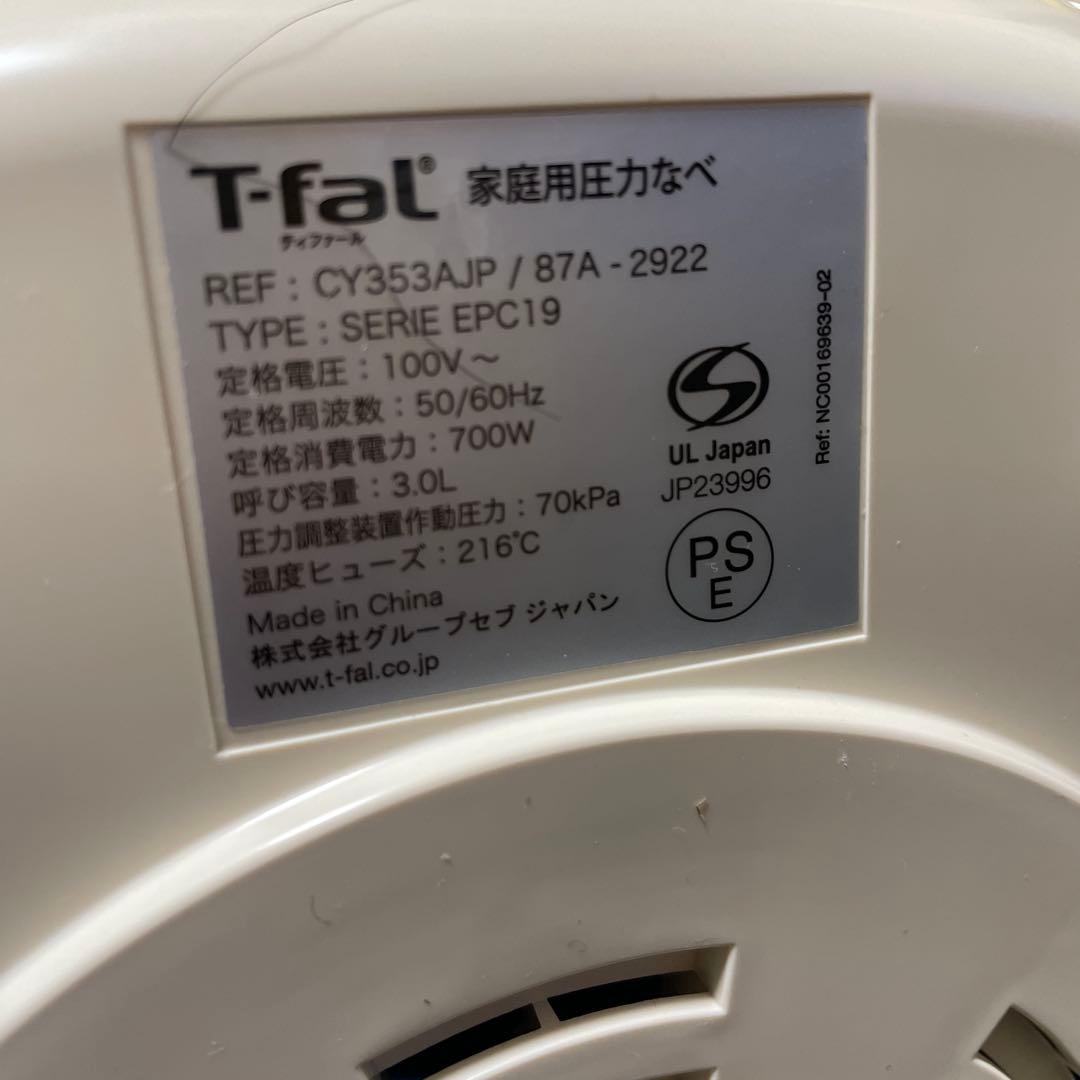 T-fal® 家庭用圧力なべ
ティファール
REF : CY353AJP / 87A - 2922
TYPE : SERIE EPC19
定格電圧 : 100V～
定格周波数 : 50/60Hz
定格消費電力 : 700W
呼び容量 : 3.0L
圧力調整装置作動圧力 : 70kPa
温度ヒューズ : 216℃
Made in China
株式会社グループセブ ジャパン
www.t-fal.co.jp
S
UL Japan
JP23996
PS
E
Ref: NC00169639-02